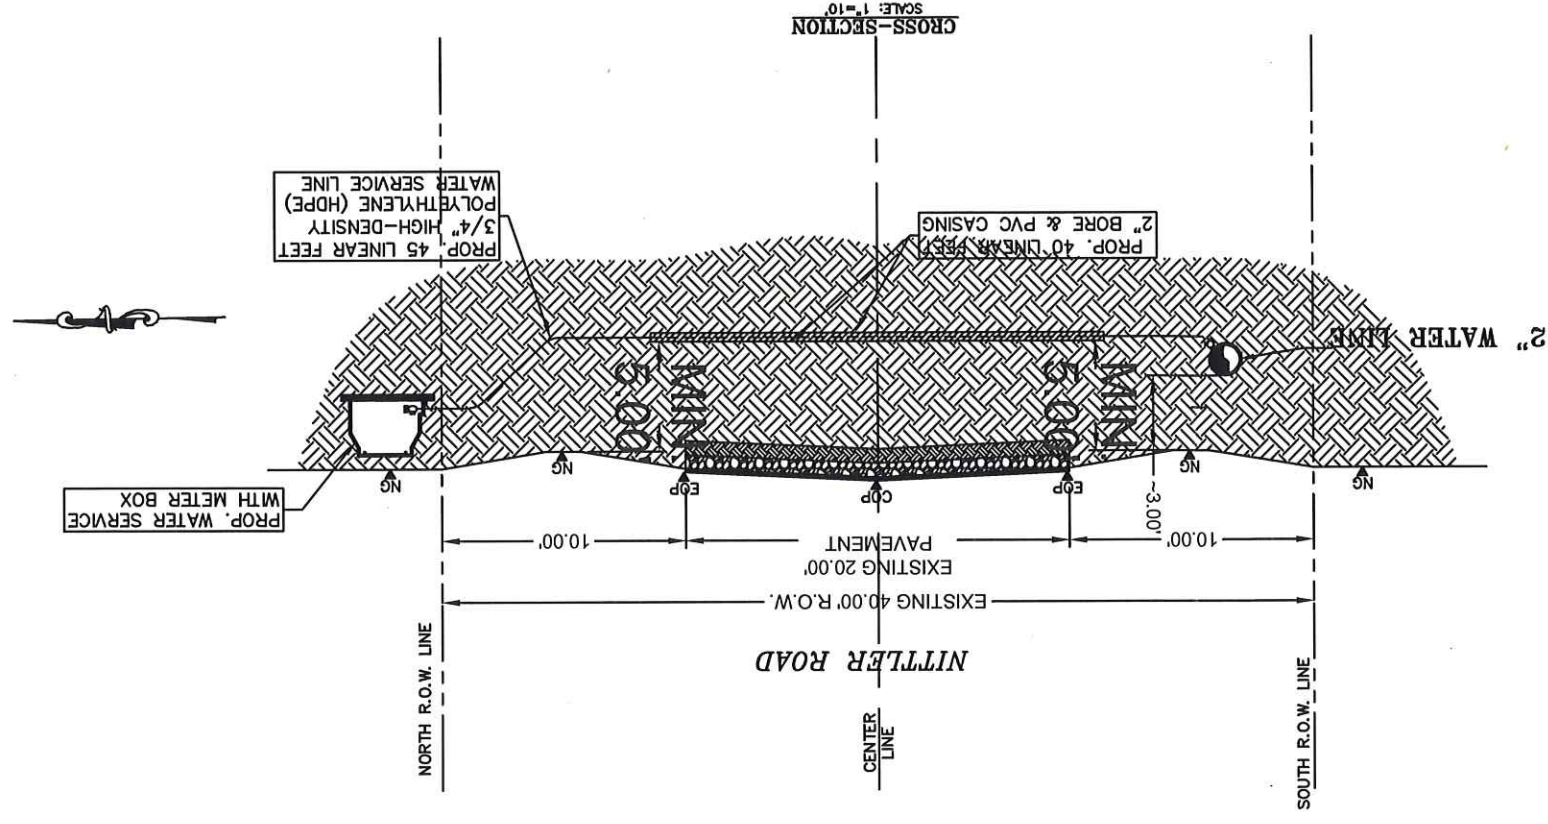 NORTH R.O.W. LINE
CENTER
LINE
SOUTH R.O.W. LINE
NITTLER ROAD
EXISTING 40.00' R.O.W.
EXISTING 20.00'
PAVEMENT
10.00'
10.00'
~3.00'
PROP. WATER SERVICE
WITH METER BOX
NG
NG
EOP
COP
EOP
NG
NG
MIN.
5.00'
MIN.
5.00'
2" WATER LINE
PROP. 40 LINEAR FEET
2" BORE & PVC CASING
PROP. 45 LINEAR FEET
3/4" HIGH-DENSITY
POLYETHYLENE (HDPE)
WATER SERVICE LINE
CROSS-SECTION
SCALE: 1"=10'